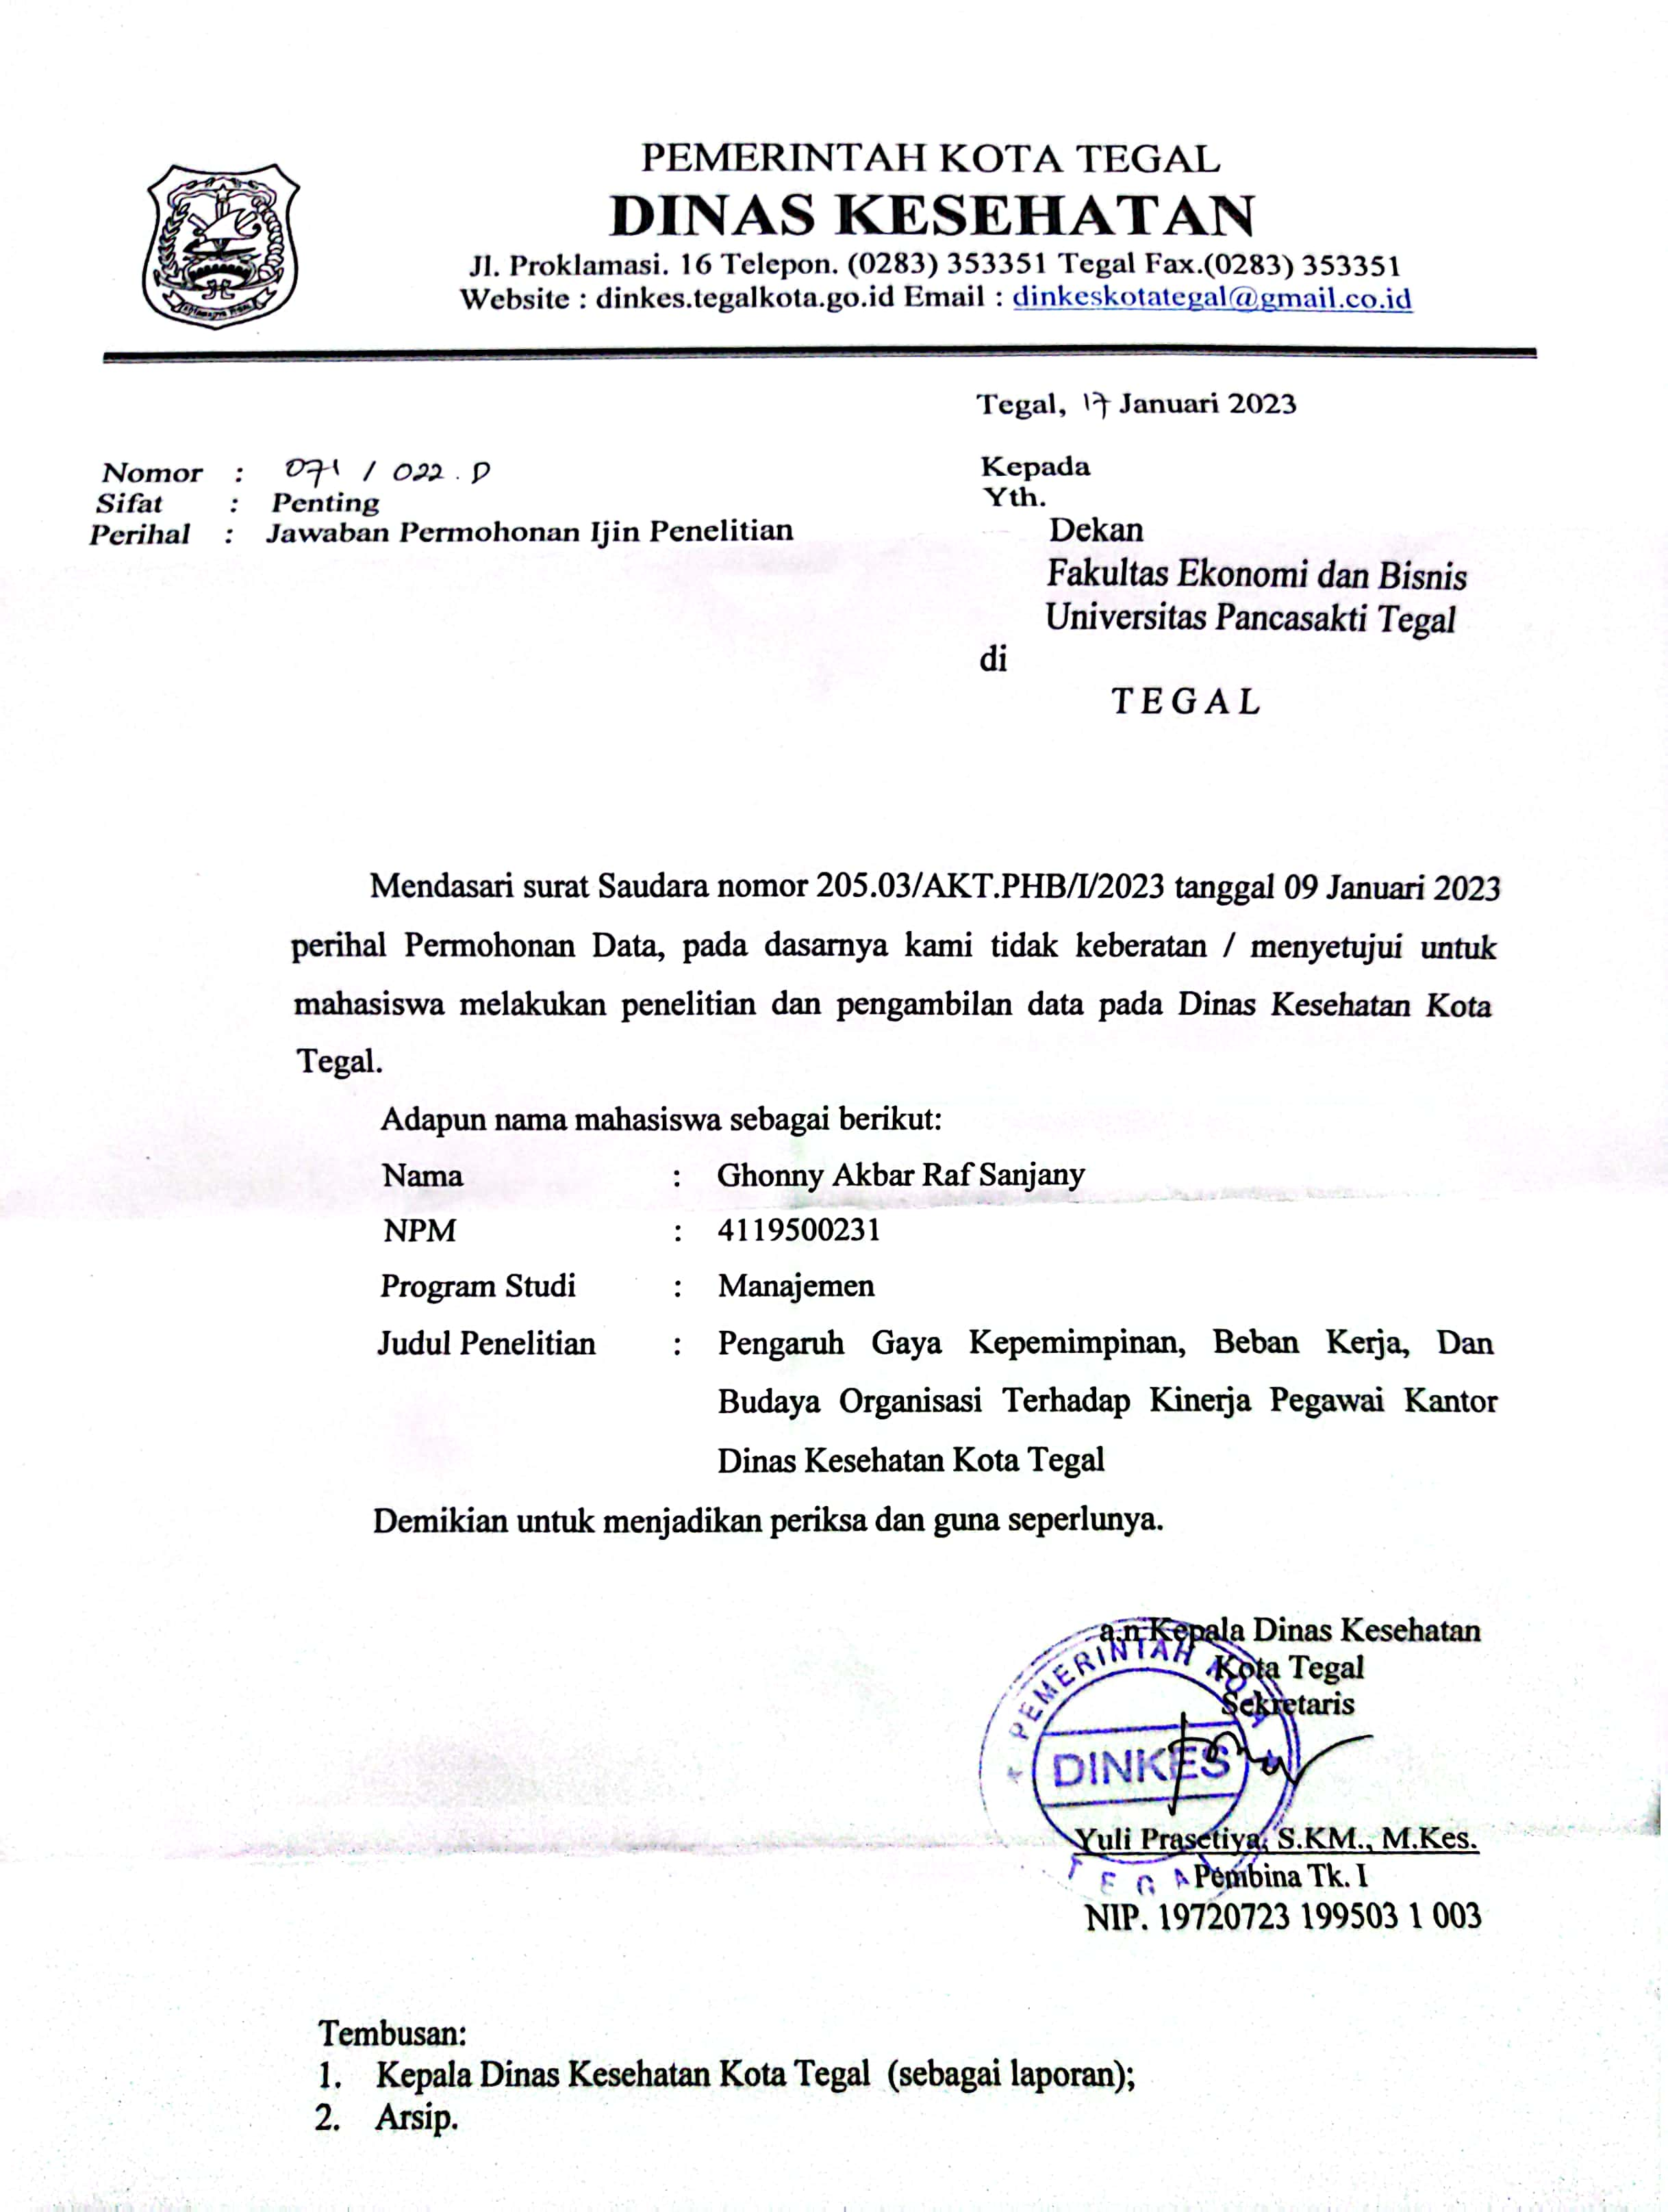 PEMERINTAH KOTA TEGAL
DINAS KESEHATAN
Jl. Proklamasi. 16 Telepon. (0283) 353351 Tegal Fax.(0283) 353351
Website : dinkes.tegalkota.go.id Email : dinkeskotategal@gmail.co.id
Tegal, 17 Januari 2023
Nomor : 071 / 022 . D
Sifat : Penting
Perihal : Jawaban Permohonan Ijin Penelitian
Kepada
Yth.
Dekan
Fakultas Ekonomi dan Bisnis
Universitas Pancasakti Tegal
di
TEGAL
Mendasari surat Saudara nomor 205.03/AKT.PHB/I/2023 tanggal 09 Januari 2023
perihal Permohonan Data, pada dasarnya kami tidak keberatan / menyetujui untuk
mahasiswa melakukan penelitian dan pengambilan data pada Dinas Kesehatan Kota
Tegal.
Adapun nama mahasiswa sebagai berikut:
Nama : Ghonny Akbar Raf Sanjany
NPM : 4119500231
Program Studi : Manajemen
Judul Penelitian : Pengaruh Gaya Kepemimpinan, Beban Kerja, Dan
Budaya Organisasi Terhadap Kinerja Pegawai Kantor
Dinas Kesehatan Kota Tegal
Demikian untuk menjadikan periksa dan guna seperlunya.
a.n Kepala Dinas Kesehatan
Kota Tegal
Sekretaris
PEMERINTAH KOTA
DINKES
TEGAL
Yuli Prasetiya, S.KM., M.Kes.
Pembina Tk. I
NIP. 19720723 199503 1 003
Tembusan:
1. Kepala Dinas Kesehatan Kota Tegal (sebagai laporan);
2. Arsip.